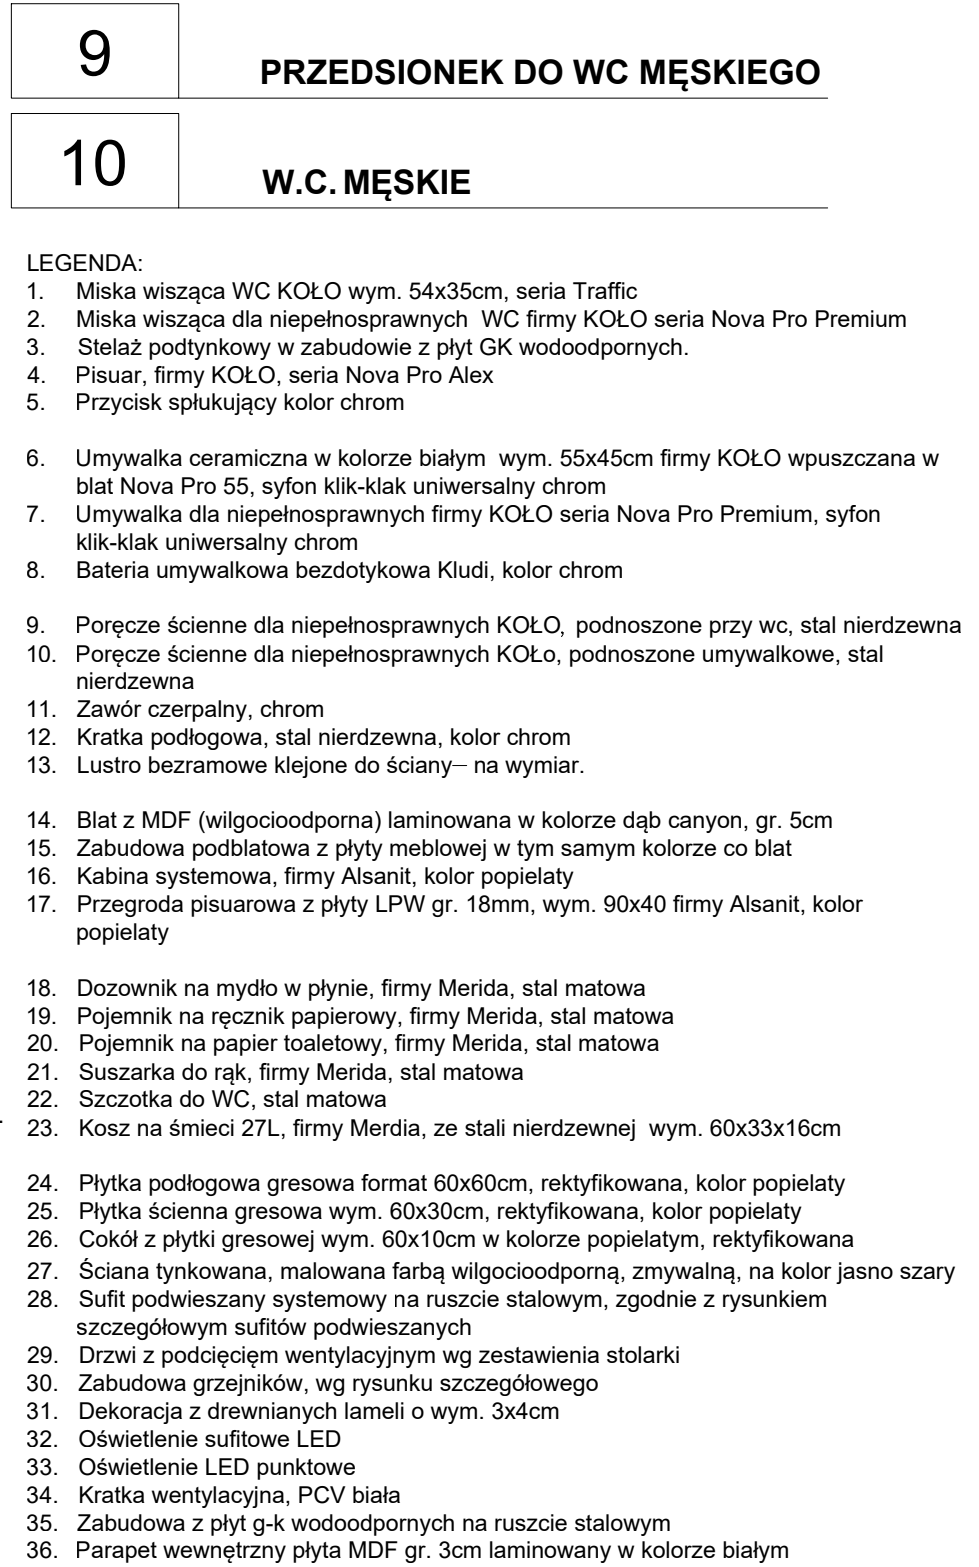 9 PRZEDSIONEK DO WC MĘSKIEGO
10 W.C. MĘSKIE
LEGENDA:
1. Miska wisząca WC KOŁO wym. 54x35cm, seria Traffic
2. Miska wisząca dla niepełnosprawnych WC firmy KOŁO seria Nova Pro Premium
3. Stelaż podtynkowy w zabudowie z płyt GK wodoodpornych.
4. Pisuar, firmy KOŁO, seria Nova Pro Alex
5. Przycisk spłukujący kolor chrom
6. Umywalka ceramiczna w kolorze białym wym. 55x45cm firmy KOŁO wpuszczana w
blat Nova Pro 55, syfon klik-klak uniwersalny chrom
7. Umywalka dla niepełnosprawnych firmy KOŁO seria Nova Pro Premium, syfon
klik-klak uniwersalny chrom
8. Bateria umywalkowa bezdotykowa Kludi, kolor chrom
9. Poręcze ścienne dla niepełnosprawnych KOŁO, podnoszone przy wc, stal nierdzewna
10. Poręcze ścienne dla niepełnosprawnych KOŁo, podnoszone umywalkowe, stal
nierdzewna
11. Zawór czerpalny, chrom
12. Kratka podłogowa, stal nierdzewna, kolor chrom
13. Lustro bezramowe klejone do ściany– na wymiar.
14. Blat z MDF (wilgocioodporna) laminowana w kolorze dąb canyon, gr. 5cm
15. Zabudowa podblatowa z płyty meblowej w tym samym kolorze co blat
16. Kabina systemowa, firmy Alsanit, kolor popielaty
17. Przegroda pisuarowa z płyty LPW gr. 18mm, wym. 90x40 firmy Alsanit, kolor
popielaty
18. Dozownik na mydło w płynie, firmy Merida, stal matowa
19. Pojemnik na ręcznik papierowy, firmy Merida, stal matowa
20. Pojemnik na papier toaletowy, firmy Merida, stal matowa
21. Suszarka do rąk, firmy Merida, stal matowa
22. Szczotka do WC, stal matowa
23. Kosz na śmieci 27L, firmy Merdia, ze stali nierdzewnej wym. 60x33x16cm
24. Płytka podłogowa gresowa format 60x60cm, rektyfikowana, kolor popielaty
25. Płytka ścienna gresowa wym. 60x30cm, rektyfikowana, kolor popielaty
26. Cokół z płytki gresowej wym. 60x10cm w kolorze popielatym, rektyfikowana
27. Ściana tynkowana, malowana farbą wilgocioodporną, zmywalną, na kolor jasno szary
28. Sufit podwieszany systemowy na ruszcie stalowym, zgodnie z rysunkiem
szczegółowym sufitów podwieszanych
29. Drzwi z podcięcięm wentylacyjnym wg zestawienia stolarki
30. Zabudowa grzejników, wg rysunku szczegółowego
31. Dekoracja z drewnianych lameli o wym. 3x4cm
32. Oświetlenie sufitowe LED
33. Oświetlenie LED punktowe
34. Kratka wentylacyjna, PCV biała
35. Zabudowa z płyt g-k wodoodpornych na ruszcie stalowym
36. Parapet wewnętrzny płyta MDF gr. 3cm laminowany w kolorze białym